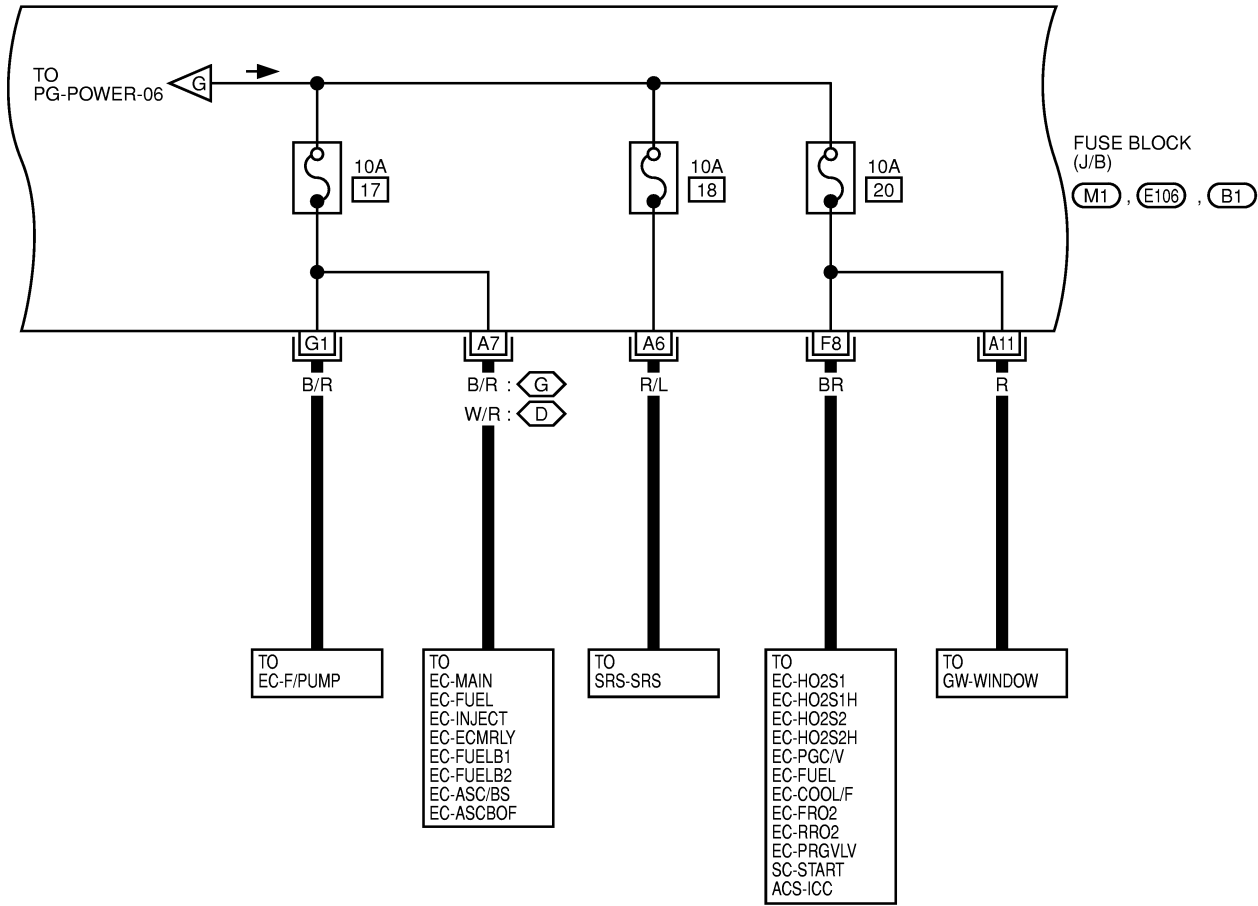 TO
PG-POWER-06
G
10A
17
10A
18
10A
20
FUSE BLOCK
(J/B)
M1 , E106 , B1
G1
A7
A6
F8
A11
B/R
B/R : G
W/R : D
R/L
BR
R
TO
EC-F/PUMP
TO
EC-MAIN
EC-FUEL
EC-INJECT
EC-ECMRLY
EC-FUELB1
EC-FUELB2
EC-ASC/BS
EC-ASCBOF
TO
SRS-SRS
TO
EC-HO2S1
EC-HO2S1H
EC-HO2S2
EC-HO2S2H
EC-PGC/V
EC-FUEL
EC-COOL/F
EC-FRO2
EC-RRO2
EC-PRGVLV
SC-START
ACS-ICC
TO
GW-WINDOW